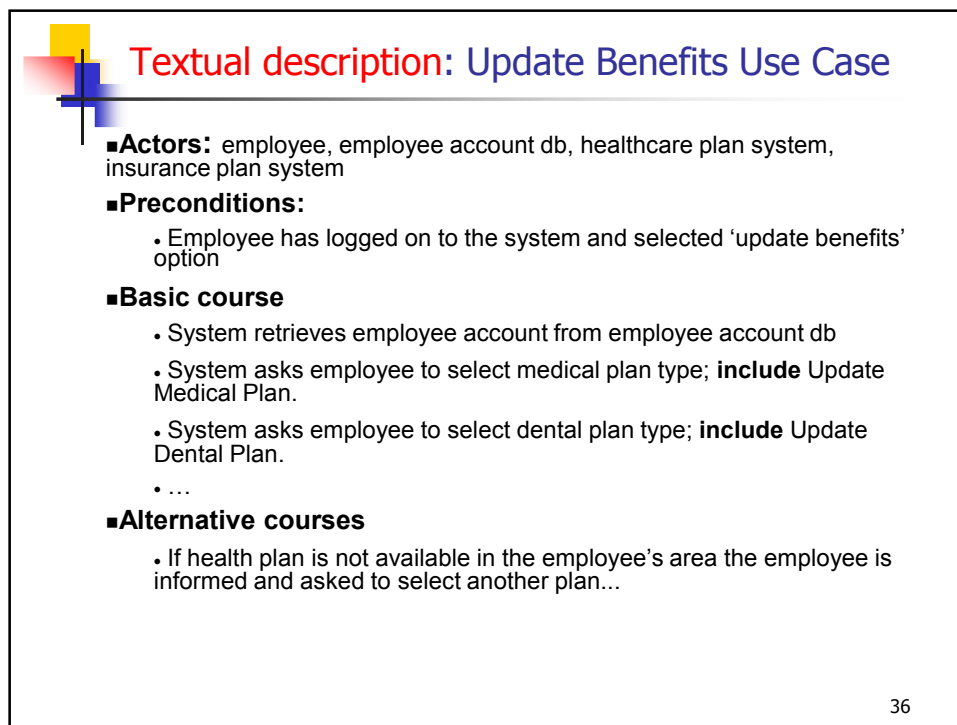 Textual description: Update Benefits Use Case
▪Actors: employee, employee account db, healthcare plan system,
insurance plan system
▪Preconditions:
• Employee has logged on to the system and selected ‘update benefits’
option
▪Basic course
• System retrieves employee account from employee account db
• System asks employee to select medical plan type; include Update
Medical Plan.
• System asks employee to select dental plan type; include Update
Dental Plan.
• …
▪Alternative courses
• If health plan is not available in the employee’s area the employee is
informed and asked to select another plan...
36